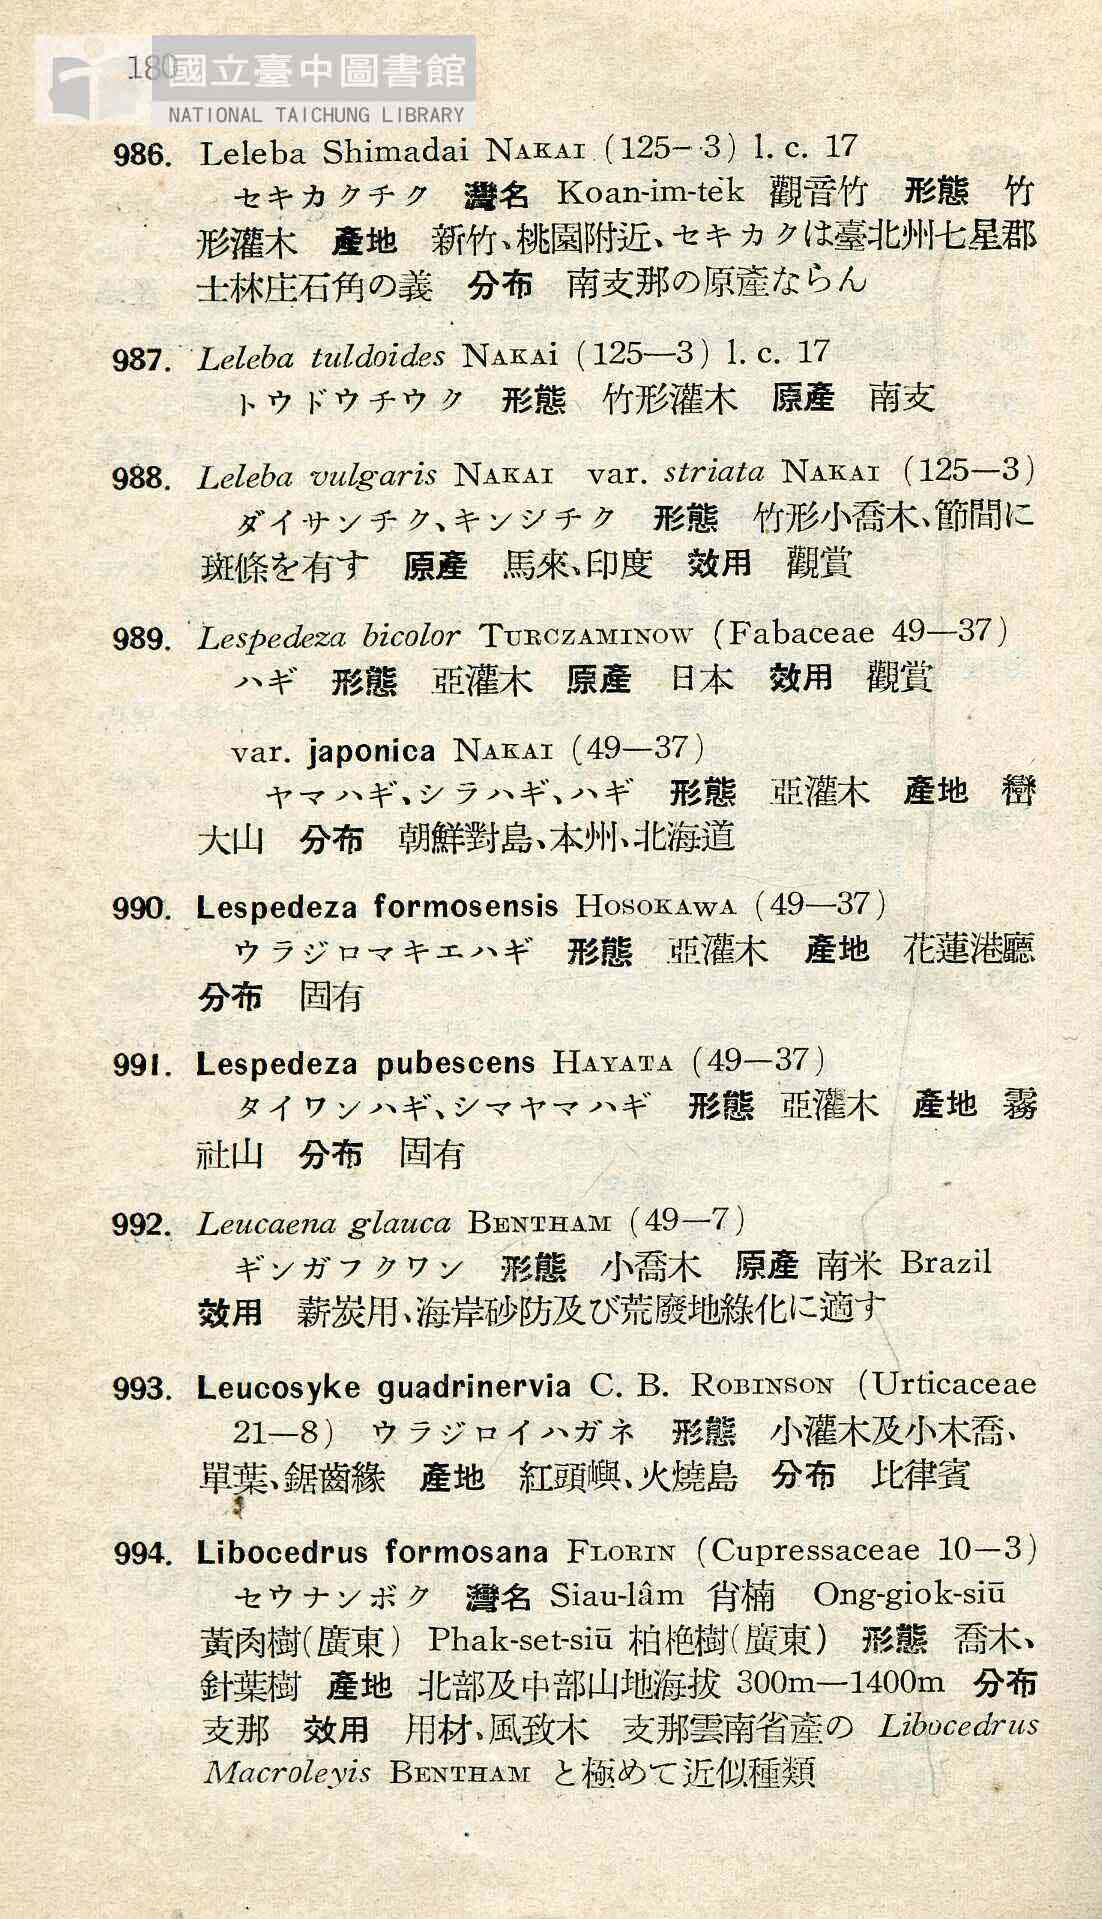 180
國立臺中圖書館
NATIONAL TAICHUNG LIBRARY
986. Leleba Shimadai NAKAI (125-3) l. c. 17
セキカクチク 灣名 Koan-im-tek 觀音竹 形態 竹
形灌木 產地 新竹、桃園附近、セキカクは臺北州七星郡
士林庄石角の義 分布 南支那の原產ならん
987. Leleba tuldoides NAKAi (125—3) l. c. 17
トウドウチウク 形態 竹形灌木 原產 南支
988. Leleba vulgaris NAKAI var. striata NAKAI (125—3)
ダイサンチク、キンシチク 形態 竹形小喬木、節間に
斑條を有す 原產 馬來、印度 效用 觀賞
989. Lespedeza bicolor TURCZAMINOW (Fabaceae 49—37)
ハギ 形態 亞灌木 原產 日本 效用 觀賞
var. japonica NAKAI (49—37)
ヤマハギ、シラハギ、ハギ 形態 亞灌木 產地 巒
大山 分布 朝鮮對島、本州、北海道
990. Lespedeza formosensis HOSOKAWA (49—37)
ウラジロマキエハギ 形態 亞灌木 產地 花蓮港廳
分布 固有
991. Lespedeza pubescens HAYATA (49—37)
タイワンハギ、シマヤマハギ 形態 亞灌木 產地 霧
社山 分布 固有
992. Leucaena glauca BENTHAM (49—7)
ギンガフクワン 形態 小喬木 原產 南米 Brazil
效用 薪炭用、海岸砂防及び荒廢地綠化に適す
993. Leucosyke guadrinervia C. B. ROBINSON (Urticaceae
21—8) ウラジロイハガネ 形態 小灌木及小木喬、
單葉、鋸齒緣 產地 紅頭嶼、火燒島 分布 比律賓
994. Libocedrus formosana FLORIN (Cupressaceae 10—3)
セウナンボク 灣名 Siau-lâm 肖楠 Ong-giok-siū
黃肉樹(廣東) Phak-set-siū 柏栬樹(廣東) 形態 喬木、
針葉樹 產地 北部及中部山地海拔 300m—1400m 分布
支那 效用 用材、風致木 支那雲南省產の Libocedrus
Macroleyis BENTHAM と極めて近似種類